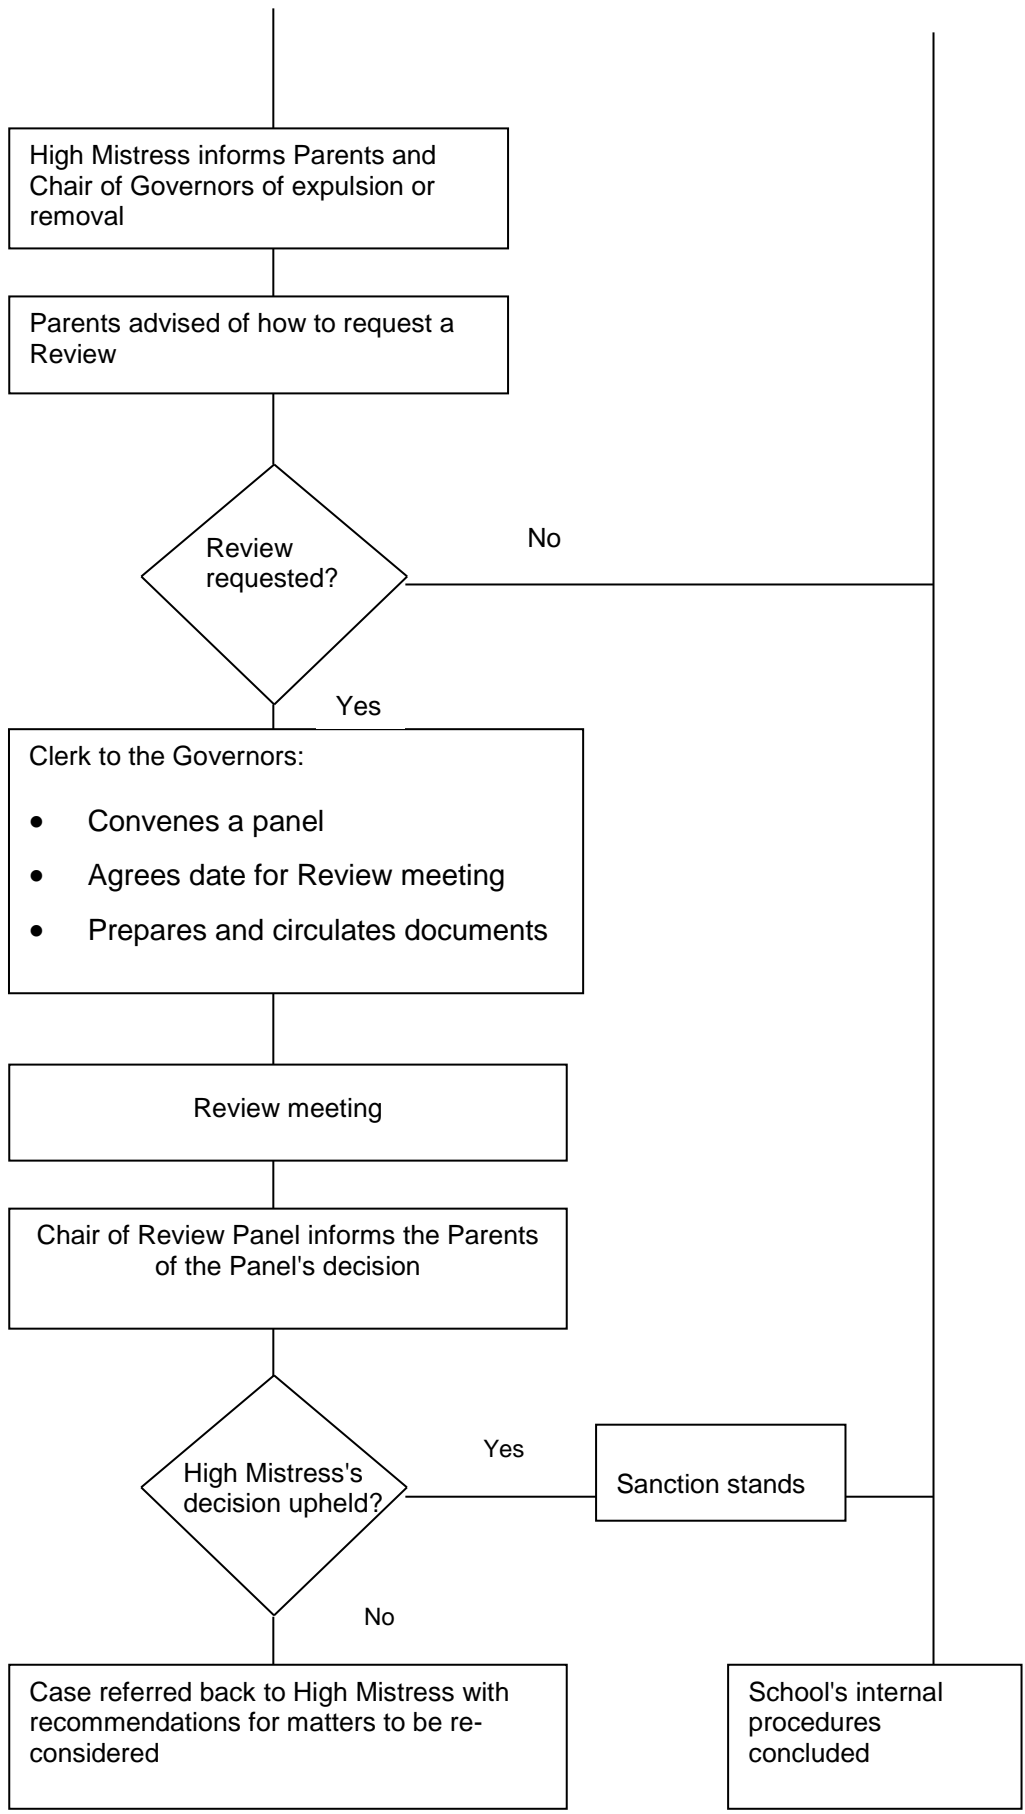 High Mistress informs Parents and
Chair of Governors of expulsion or
removal
Parents advised of how to request a
Review
Review
requested?
No
Yes
Clerk to the Governors:
• Convenes a panel
• Agrees date for Review meeting
• Prepares and circulates documents
Review meeting
Chair of Review Panel informs the Parents
of the Panel's decision
High Mistress's
decision upheld?
Yes
Sanction stands
No
Case referred back to High Mistress with
recommendations for matters to be re-
considered
School's internal
procedures
concluded